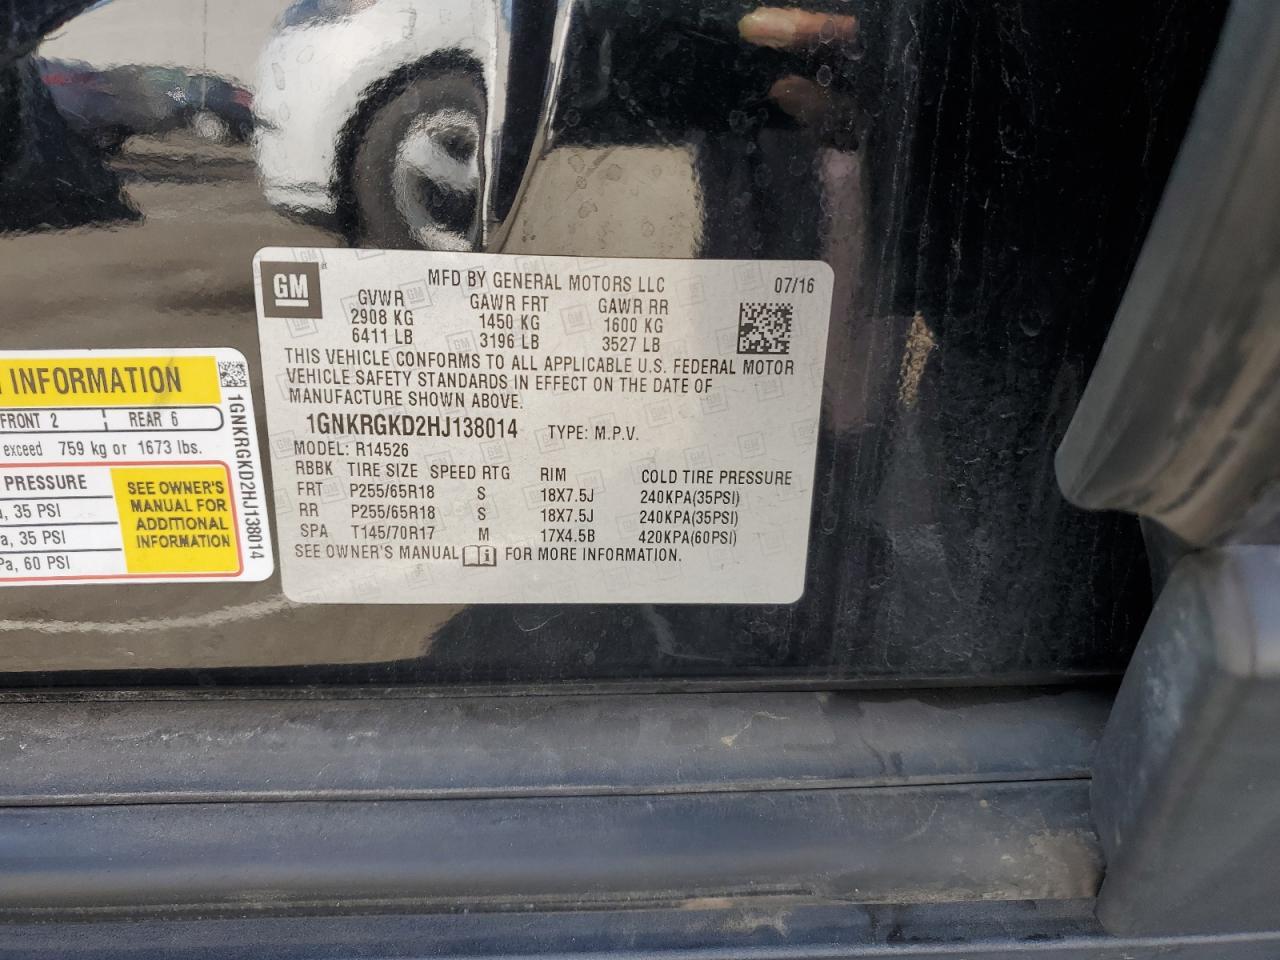 INFORMATION
FRONT 2 REAR 6
exceed 759 kg or 1673 lbs.
PRESSURE
35 PSI
35 PSI
60 PSI
SEE OWNER'S
MANUAL FOR
ADDITIONAL
INFORMATION
1GNKRGKD2HJ138014
GM
MFD BY GENERAL MOTORS LLC 07/16
GVWR GAWR FRT GAWR RR
2908 KG 1450 KG 1600 KG
6411 LB 3196 LB 3527 LB
THIS VEHICLE CONFORMS TO ALL APPLICABLE U.S. FEDERAL MOTOR
VEHICLE SAFETY STANDARDS IN EFFECT ON THE DATE OF
MANUFACTURE SHOWN ABOVE.
1GNKRGKD2HJ138014 TYPE: M.P.V.
MODEL: R14526
RBBK TIRE SIZE SPEED RTG RIM COLD TIRE PRESSURE
FRT P255/65R18 S 18X7.5J 240KPA(35PSI)
RR P255/65R18 S 18X7.5J 240KPA(35PSI)
SPA T145/70R17 M 17X4.5B 420KPA(60PSI)
SEE OWNER'S MANUAL FOR MORE INFORMATION.